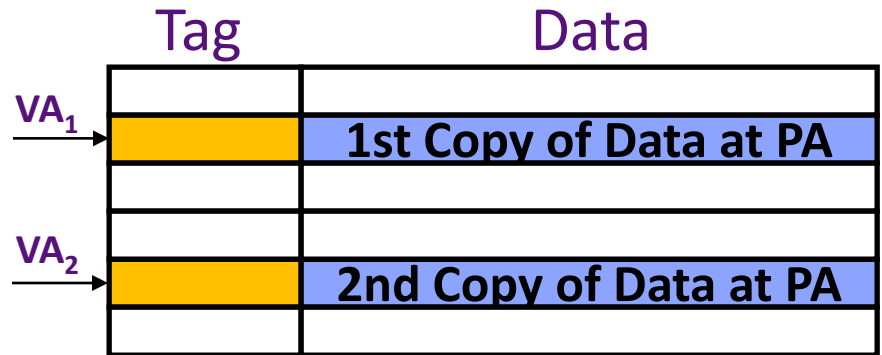 Tag Data
VA₁
1st Copy of Data at PA
VA₂
2nd Copy of Data at PA